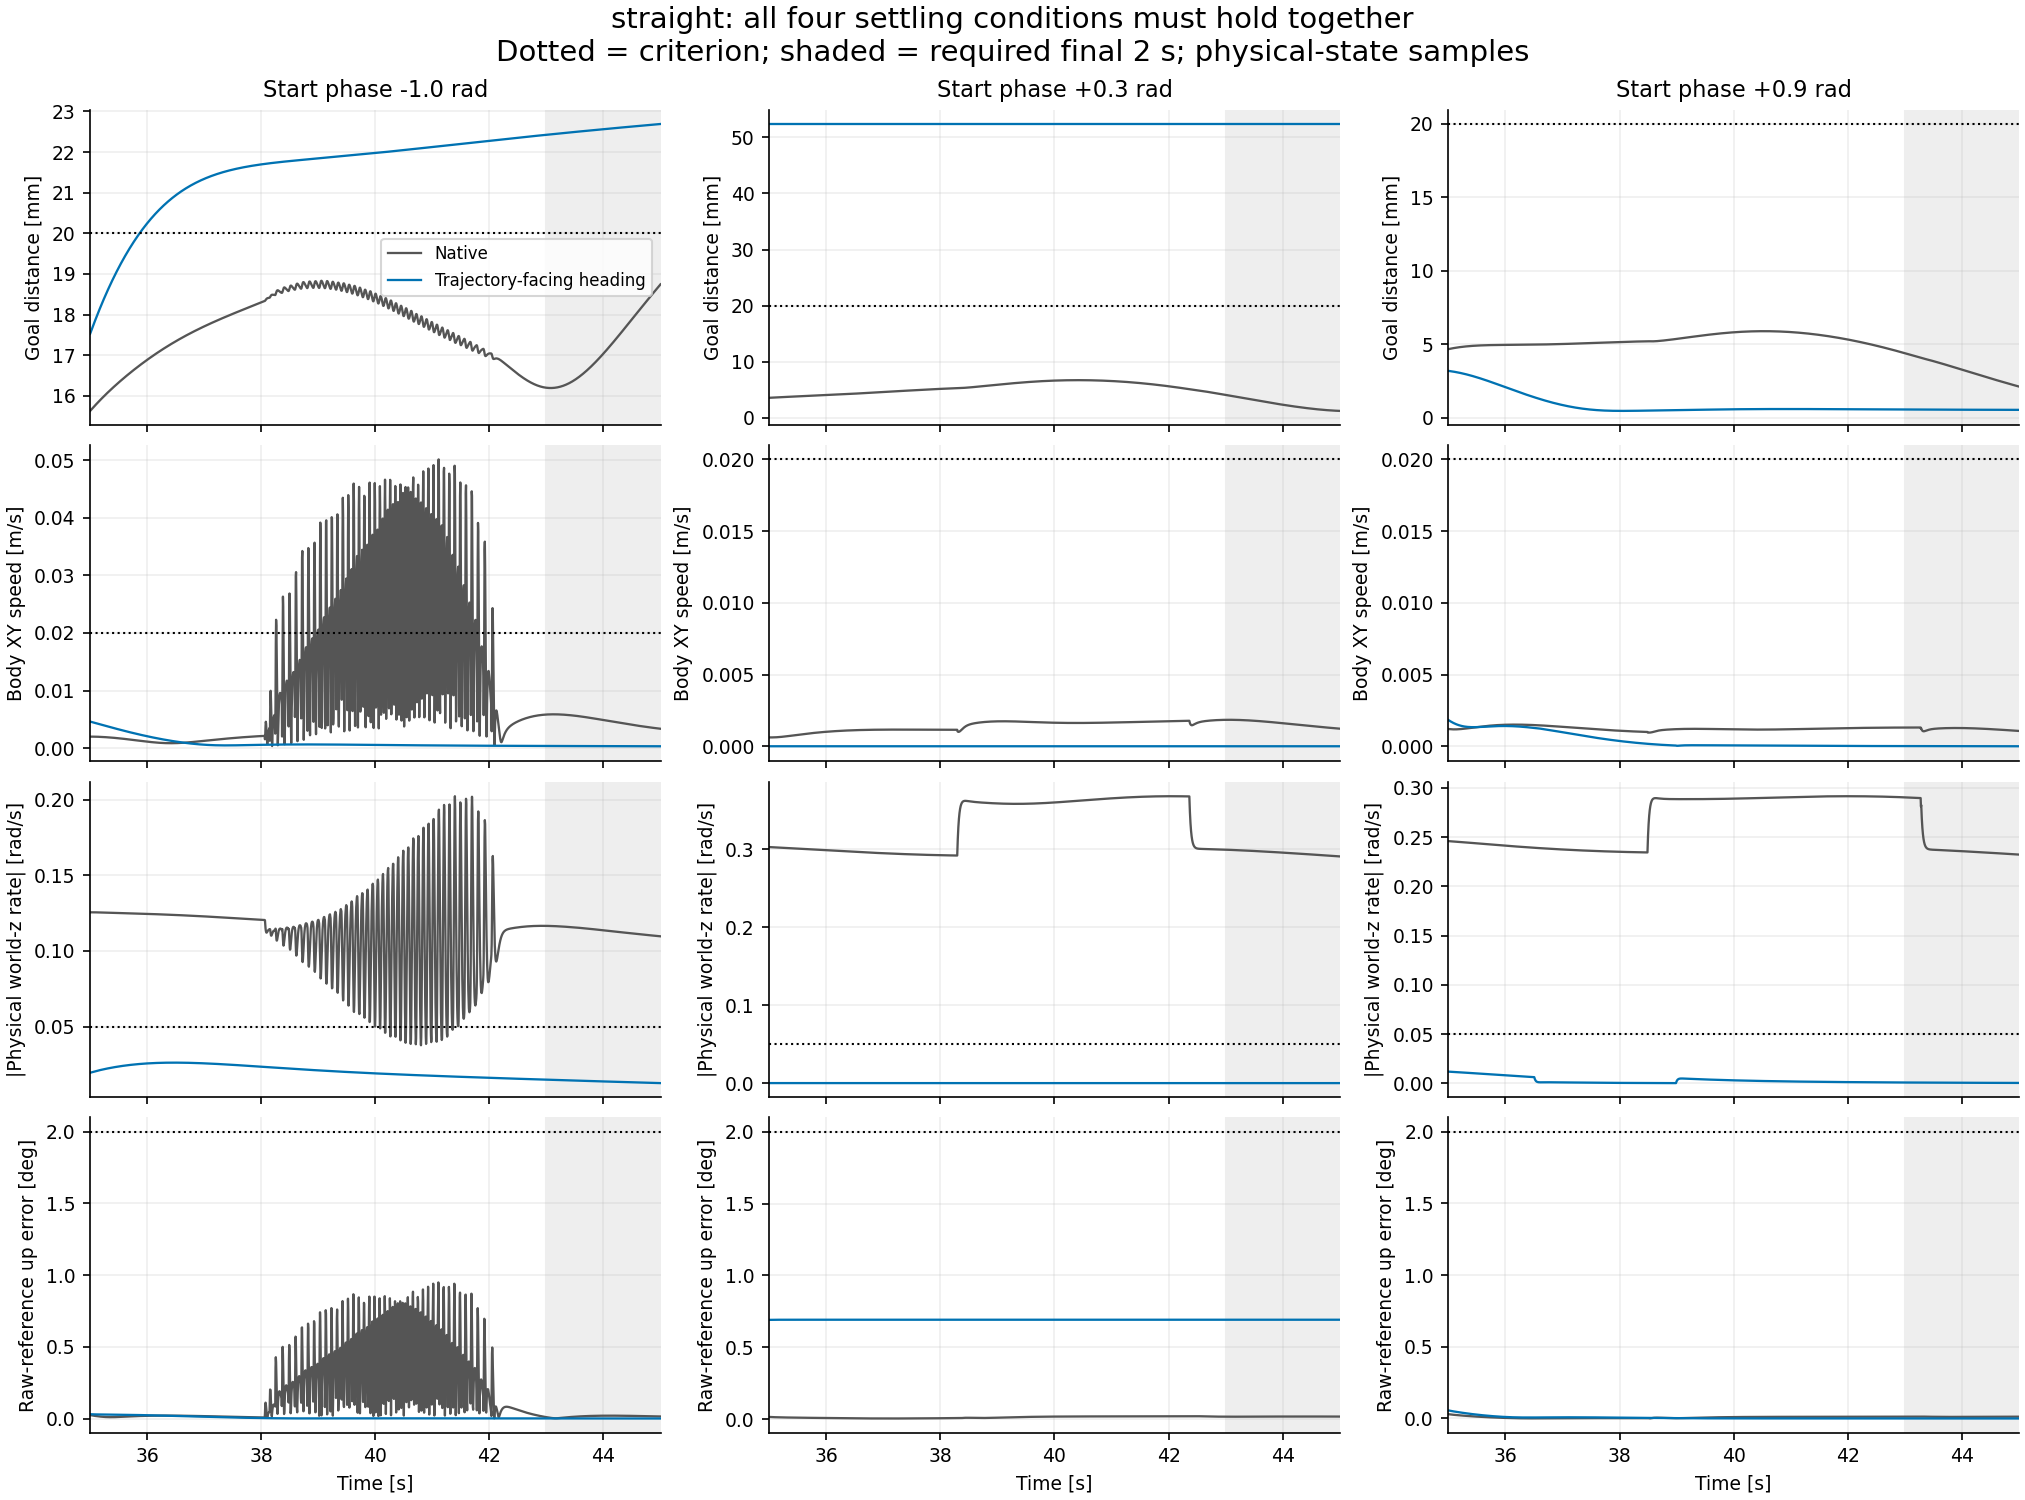 straight: all four settling conditions must hold together
Dotted = criterion; shaded = required final 2 s; physical-state samples
Start phase -1.0 rad
Start phase +0.3 rad
Start phase +0.9 rad
Goal distance [mm]
23
22
21
20
19
18
17
16
Native
Trajectory-facing heading
Goal distance [mm]
50
40
30
20
10
0
Goal distance [mm]
20
15
10
5
0
Body XY speed [m/s]
0.05
0.04
0.03
0.02
0.01
0.00
Body XY speed [m/s]
0.020
0.015
0.010
0.005
0.000
Body XY speed [m/s]
0.020
0.015
0.010
0.005
0.000
|Physical world-z rate| [rad/s]
0.20
0.15
0.10
0.05
|Physical world-z rate| [rad/s]
0.3
0.2
0.1
0.0
|Physical world-z rate| [rad/s]
0.30
0.25
0.20
0.15
0.10
0.05
0.00
Raw-reference up error [deg]
2.0
1.5
1.0
0.5
0.0
36 38 40 42 44
Time [s]
Raw-reference up error [deg]
2.0
1.5
1.0
0.5
0.0
36 38 40 42 44
Time [s]
Raw-reference up error [deg]
2.0
1.5
1.0
0.5
0.0
36 38 40 42 44
Time [s]